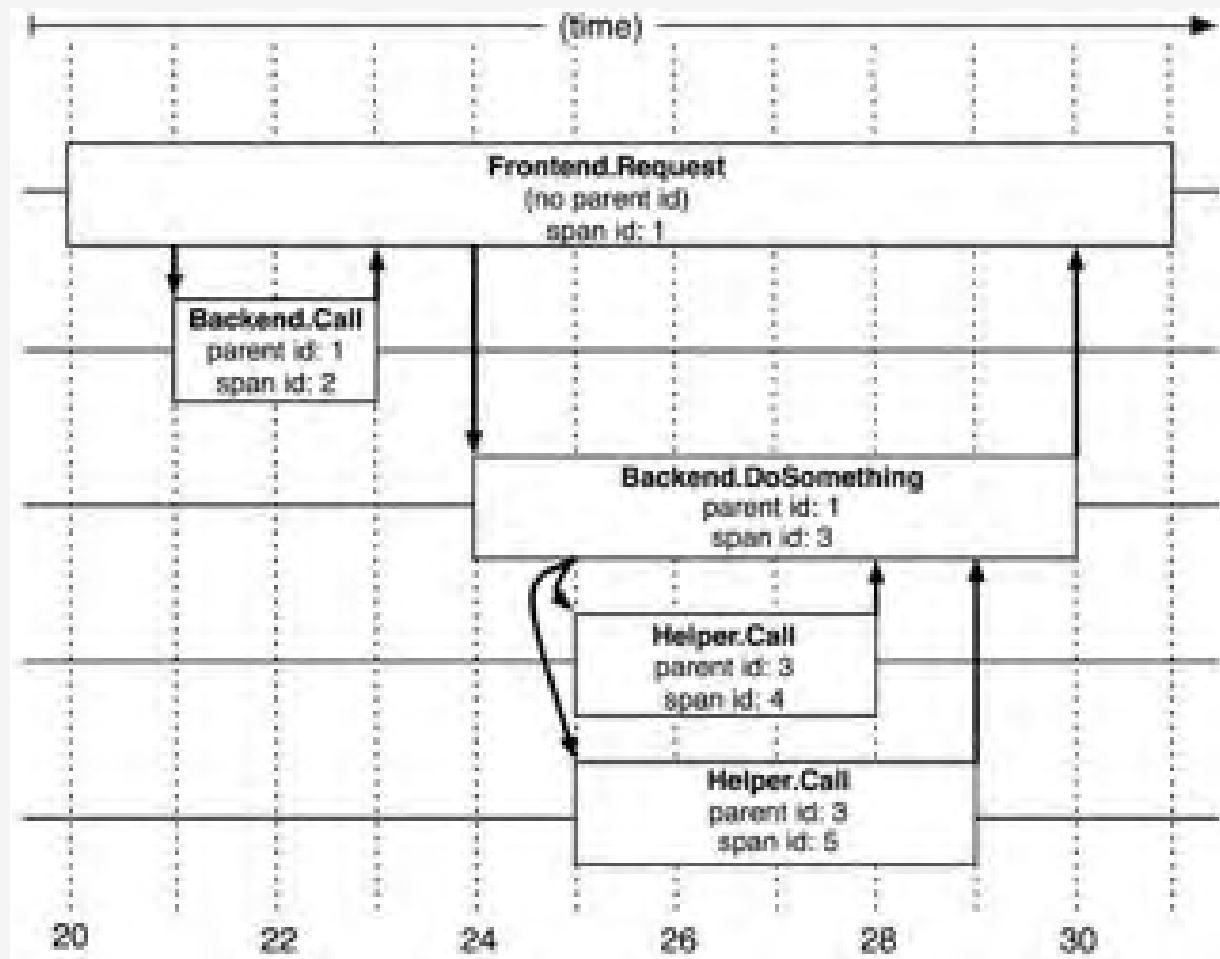 (time)
Frontend.Request
(no parent id)
span id: 1
Backend.Call
parent id: 1
span id: 2
Backend.DoSomething
parent id: 1
span id: 3
Helper.Call
parent id: 3
span id: 4
Helper.Call
parent id: 3
span id: 5
20 22 24 26 28 30